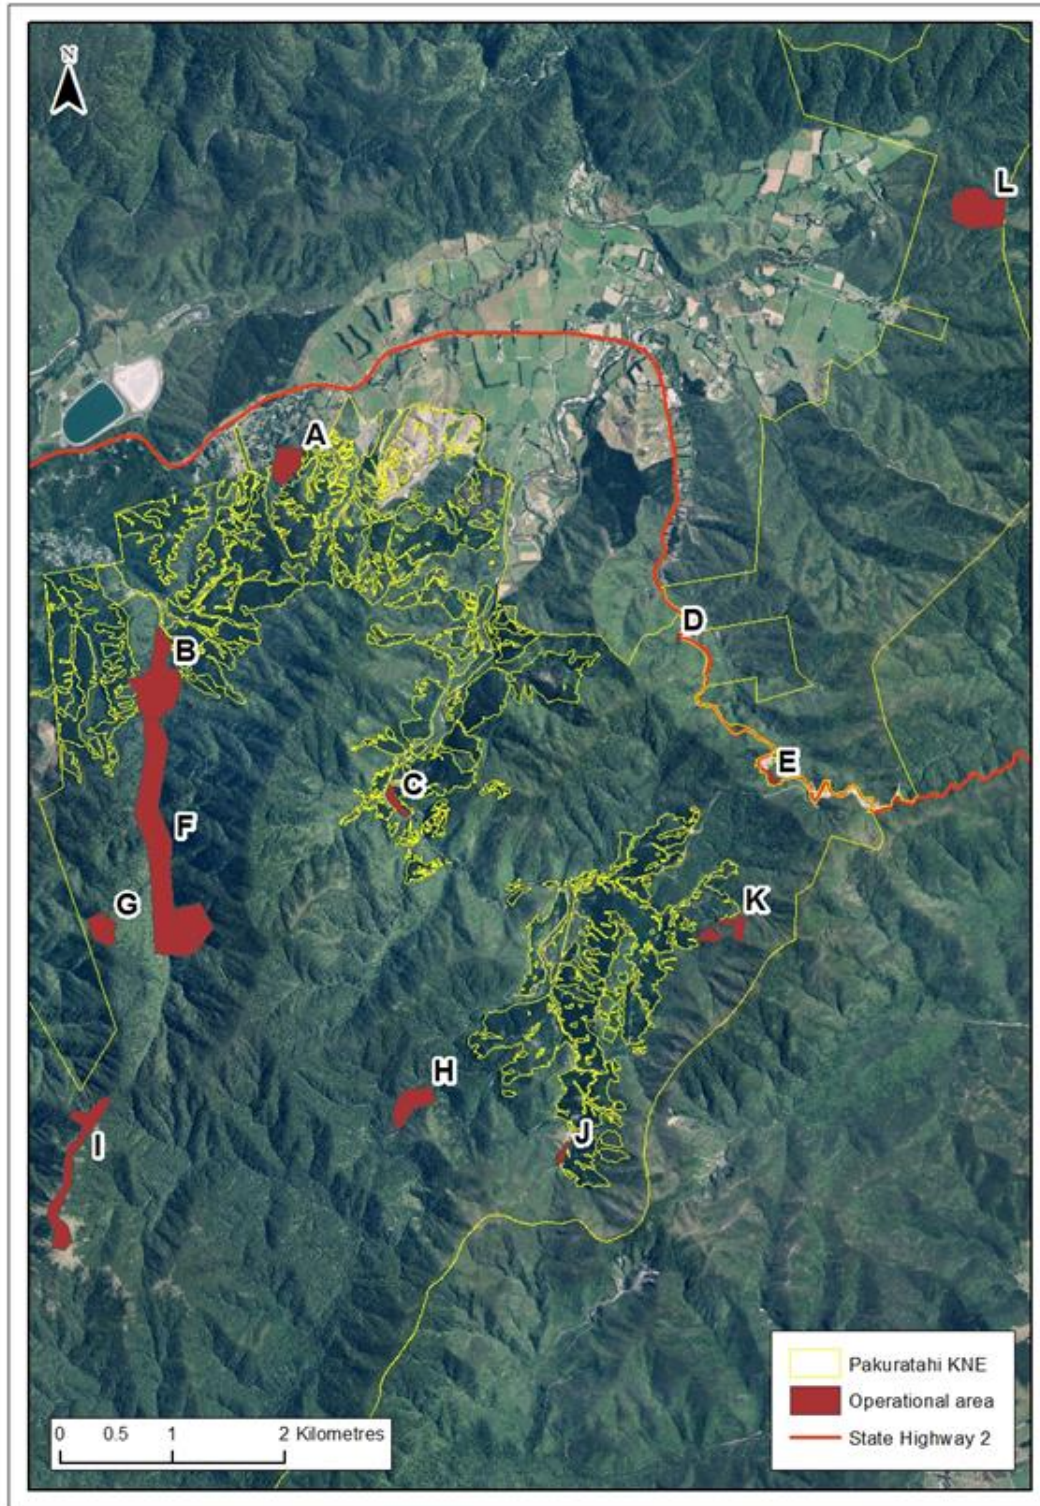 N
L
A
D
B
E
C
F
K
G
H
I
J
Pakuratahi KNE
Operational area
State Highway 2
0 0.5 1 2 Kilometres